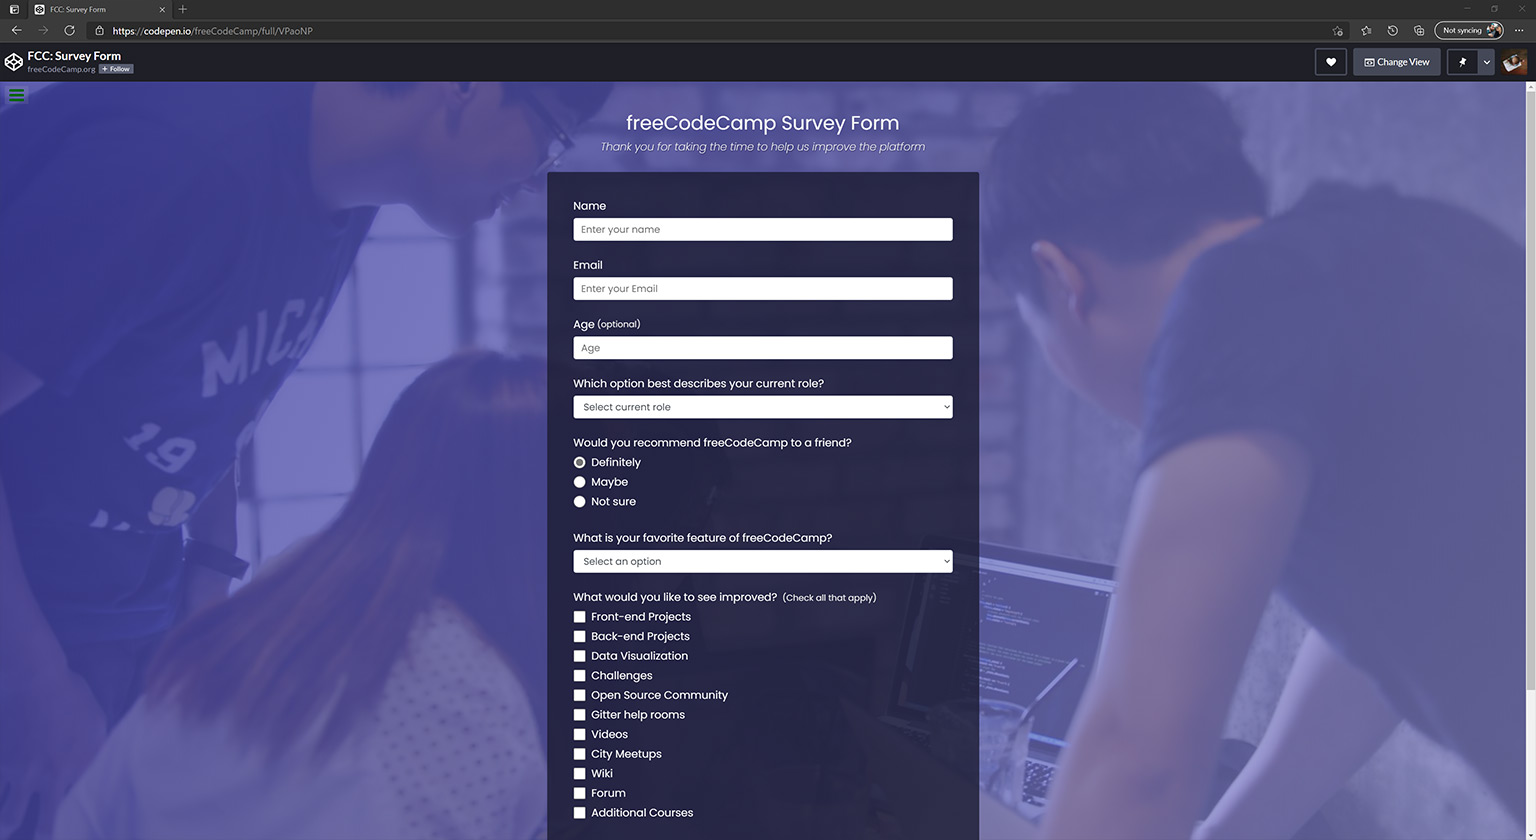 FCC: Survey Form
https://codepen.io/freeCodeCamp/full/VPaoNP
Not syncing
FCC: Survey Form
freeCodeCamp.org + Follow
Change View
freeCodeCamp Survey Form
Thank you for taking the time to help us improve the platform
Name
Enter your name
Email
Enter your Email
Age (optional)
Age
Which option best describes your current role?
Select current role
Would you recommend freeCodeCamp to a friend?
Definitely
Maybe
Not sure
What is your favorite feature of freeCodeCamp?
Select an option
What would you like to see improved? (Check all that apply)
Front-end Projects
Back-end Projects
Data Visualization
Challenges
Open Source Community
Gitter help rooms
Videos
City Meetups
Wiki
Forum
Additional Courses
MICH
19